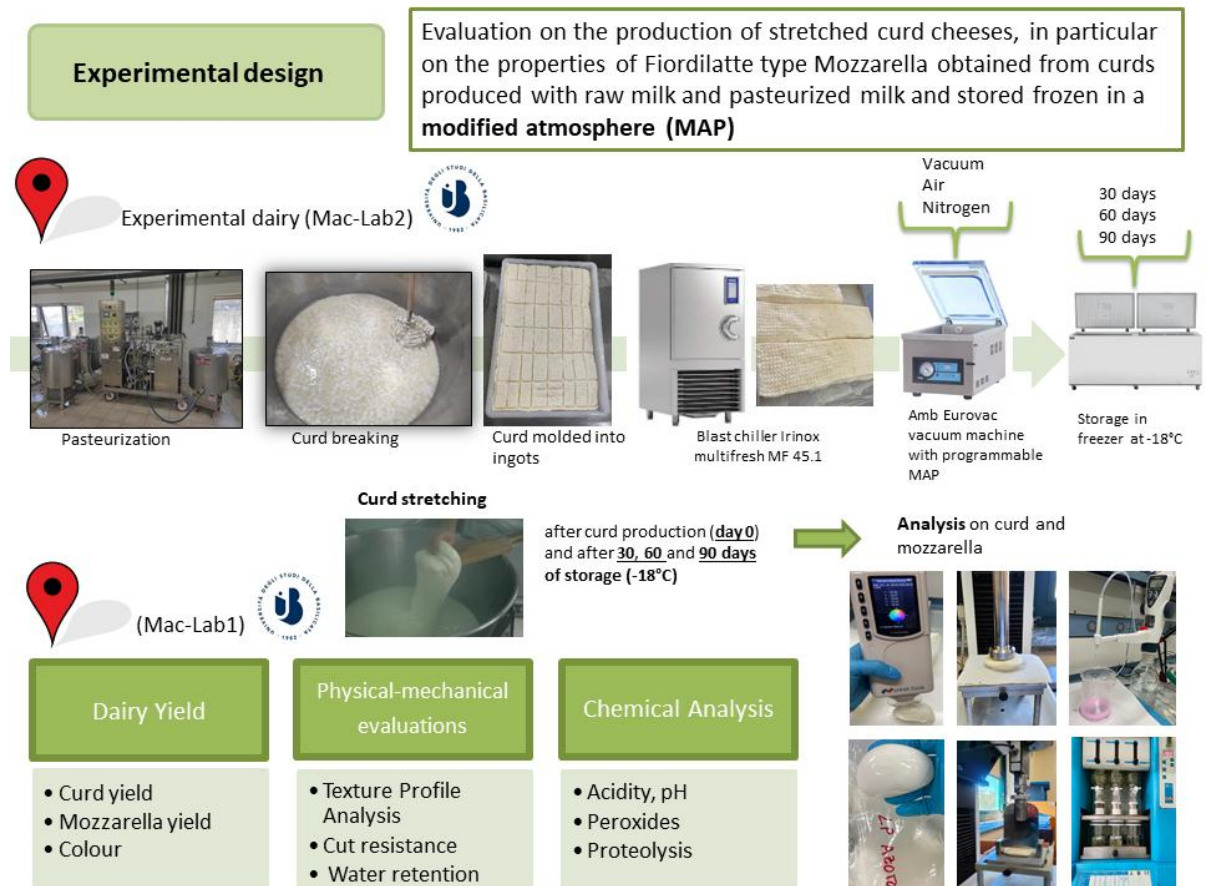 Experimental design
Evaluation on the production of stretched curd cheeses, in particular
on the properties of Fiordilatte type Mozzarella obtained from curds
produced with raw milk and pasteurized milk and stored frozen in a
modified atmosphere (MAP)
Experimental dairy (Mac-Lab2)
Vacuum
Air
Nitrogen
30 days
60 days
90 days
Pasteurization
Curd breaking
Curd molded into
ingots
Blast chiller Irinox
multifresh MF 45.1
Amb Eurovac
vacuum machine
with programmable
MAP
Storage in
freezer at -18°C
Curd stretching
after curd production (day 0)
and after 30, 60 and 90 days
of storage (-18°C)
Analysis on curd and
mozzarella
(Mac-Lab1)
Dairy Yield
• Curd yield
• Mozzarella yield
• Colour
Physical-mechanical
evaluations
• Texture Profile
Analysis
• Cut resistance
• Water retention
Chemical Analysis
• Acidity, pH
• Peroxides
• Proteolysis